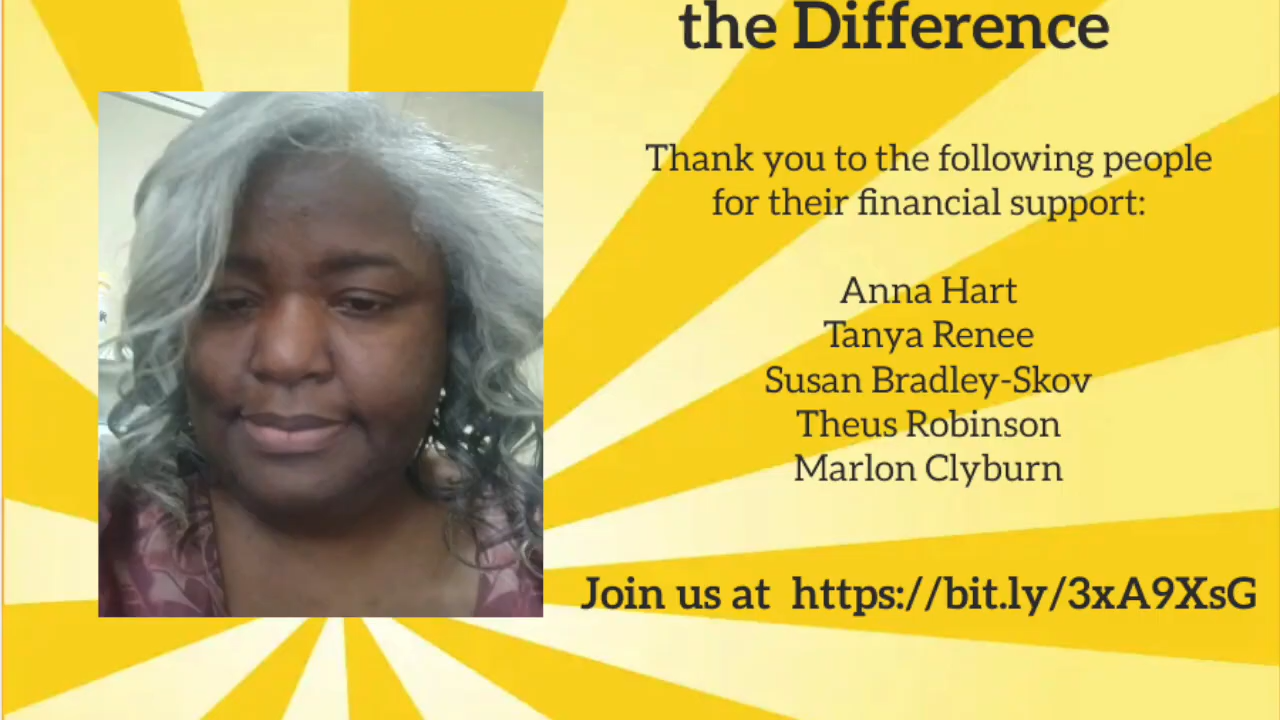 the Difference
Thank you to the following people
for their financial support:
Anna Hart
Tanya Renee
Susan Bradley-Skov
Theus Robinson
Marlon Clyburn
Join us at https://bit.ly/3xA9XsG